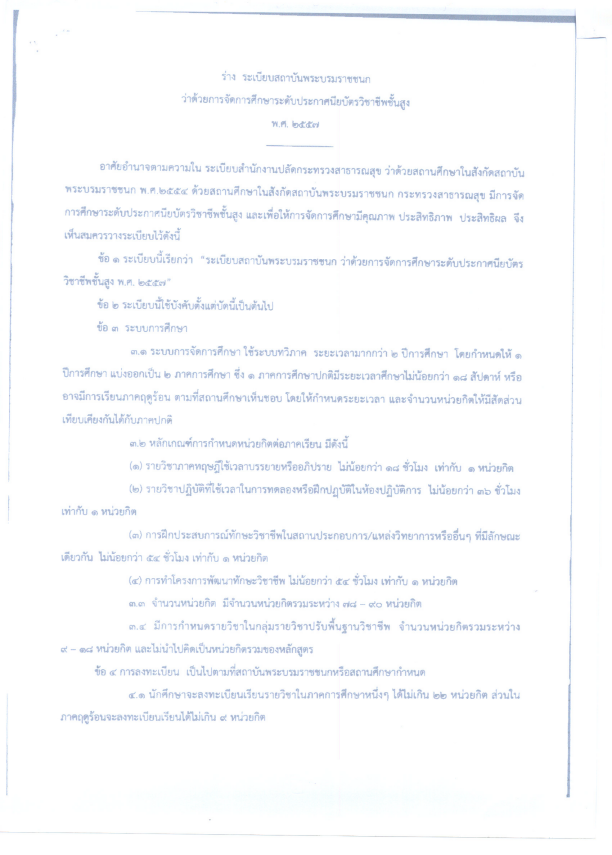 ร่าง ระเบียบสถาบันพระบรมราชชนก
ว่าด้วยการจัดการศึกษาระดับประกาศนียบัตรวิชาชีพชั้นสูง
พ.ศ. ๒๕๕๗
อาศัยอำนาจตามความใน ระเบียบสำนักงานปลัดกระทรวงสาธารณสุข ว่าด้วยสถานศึกษาในสังกัดสถาบัน
พระบรมราชชนก พ.ศ.๒๕๕๔ ด้วยสถานศึกษาในสังกัดสถาบันพระบรมราชชนก กระทรวงสาธารณสุข มีการจัด
การศึกษาระดับประกาศนียบัตรวิชาชีพชั้นสูง และเพื่อให้การจัดการศึกษามีคุณภาพ ประสิทธิภาพ ประสิทธิผล จึง
เห็นสมควรวางระเบียบไว้ดังนี้
ข้อ ๑ ระเบียบนี้เรียกว่า "ระเบียบสถาบันพระบรมราชชนก ว่าด้วยการจัดการศึกษาระดับประกาศนียบัตร
วิชาชีพชั้นสูง พ.ศ. ๒๕๕๗"
ข้อ ๒ ระเบียบนี้ใช้บังคับตั้งแต่บัดนี้เป็นต้นไป
ข้อ ๓ ระบบการศึกษา
๓.๑ ระบบการจัดการศึกษา ใช้ระบบทวิภาค ระยะเวลามากกว่า ๒ ปีการศึกษา โดยกำหนดให้ ๑
ปีการศึกษา แบ่งออกเป็น ๒ ภาคการศึกษา ซึ่ง ๑ ภาคการศึกษาปกติมีระยะเวลาศึกษาไม่น้อยกว่า ๑๘ สัปดาห์ หรือ
อาจมีการเรียนภาคฤดูร้อน ตามที่สถานศึกษาเห็นชอบ โดยให้กำหนดระยะเวลา และจำนวนหน่วยกิตให้มีสัดส่วน
เทียบเคียงกันได้กับภาคปกติ
๓.๒ หลักเกณฑ์การกำหนดหน่วยกิตต่อภาคเรียน มีดังนี้
(๑) รายวิชาภาคทฤษฎีใช้เวลาบรรยายหรืออภิปราย ไม่น้อยกว่า ๑๘ ชั่วโมง เท่ากับ ๑ หน่วยกิต
(๒) รายวิชาปฏิบัติที่ใช้เวลาในการทดลองหรือฝึกปฏบัติในห้องปฏิบัติการ ไม่น้อยกว่า ๓๖ ชั่วโมง
เท่ากับ ๑ หน่วยกิต
(๓) การฝึกประสบการณ์ทักษะวิชาชีพในสถานประกอบการ/แหล่งวิทยาการหรืออื่นๆ ที่มีลักษณะ
เดียวกัน ไม่น้อยกว่า ๕๔ ชั่วโมง เท่ากับ ๑ หน่วยกิต
(๔) การทำโครงการพัฒนาทักษะวิชาชีพ ไม่น้อยกว่า ๕๔ ชั่วโมง เท่ากับ ๑ หน่วยกิต
๓.๓ จำนวนหน่วยกิต มีจำนวนหน่วยกิตรวมระหว่าง ๗๘ – ๙๐ หน่วยกิต
๓.๔ มีการกำหนดรายวิชาในกลุ่มรายวิชาปรับพื้นฐานวิชาชีพ จำนวนหน่วยกิตรวมระหว่าง
๙ – ๑๘ หน่วยกิต และไม่นำไปคิดเป็นหน่วยกิตรวมของหลักสูตร
ข้อ ๔ การลงทะเบียน เป็นไปตามที่สถาบันพระบรมราชชนกหรือสถานศึกษากำหนด
๔.๑ นักศึกษาจะลงทะเบียนเรียนรายวิชาในภาคการศึกษาหนึ่งๆ ได้ไม่เกิน ๒๒ หน่วยกิต ส่วนใน
ภาคฤดูร้อนจะลงทะเบียนเรียนได้ไม่เกิน ๙ หน่วยกิต